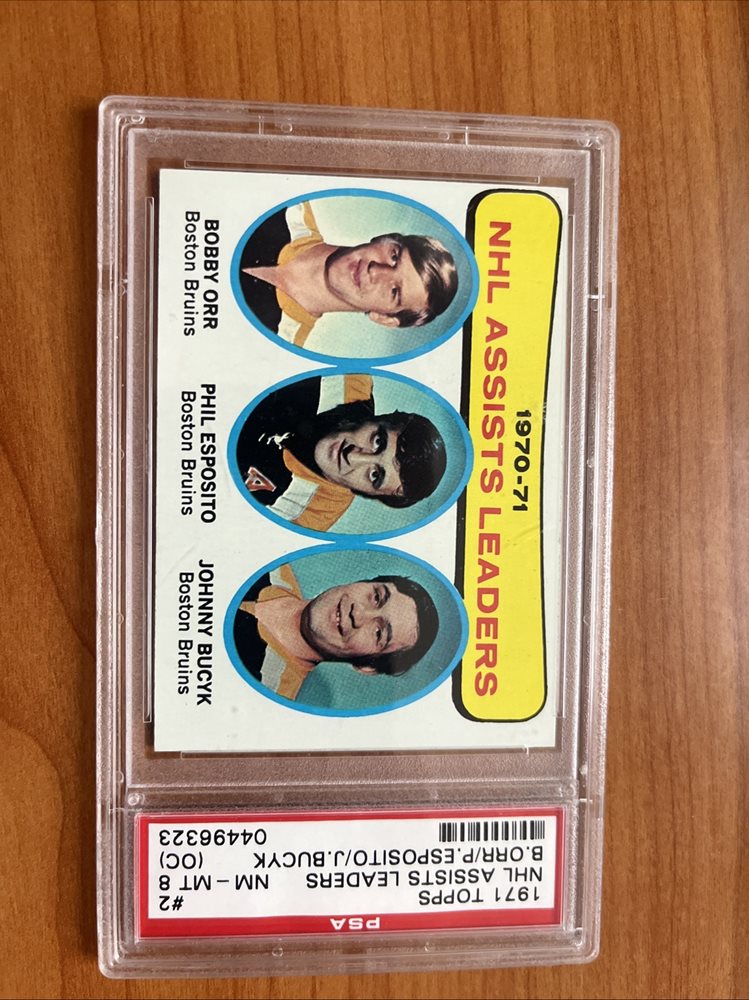 PSA
1971 TOPPS #2
NHL ASSISTS LEADERS NM - MT 8
B.ORR/P.ESPOSITO/J.BUCYK (OC)
04496323
1970-71
NHL ASSISTS LEADERS
BOBBY ORR
Boston Bruins
PHIL ESPOSITO
Boston Bruins
JOHNNY BUCYK
Boston Bruins